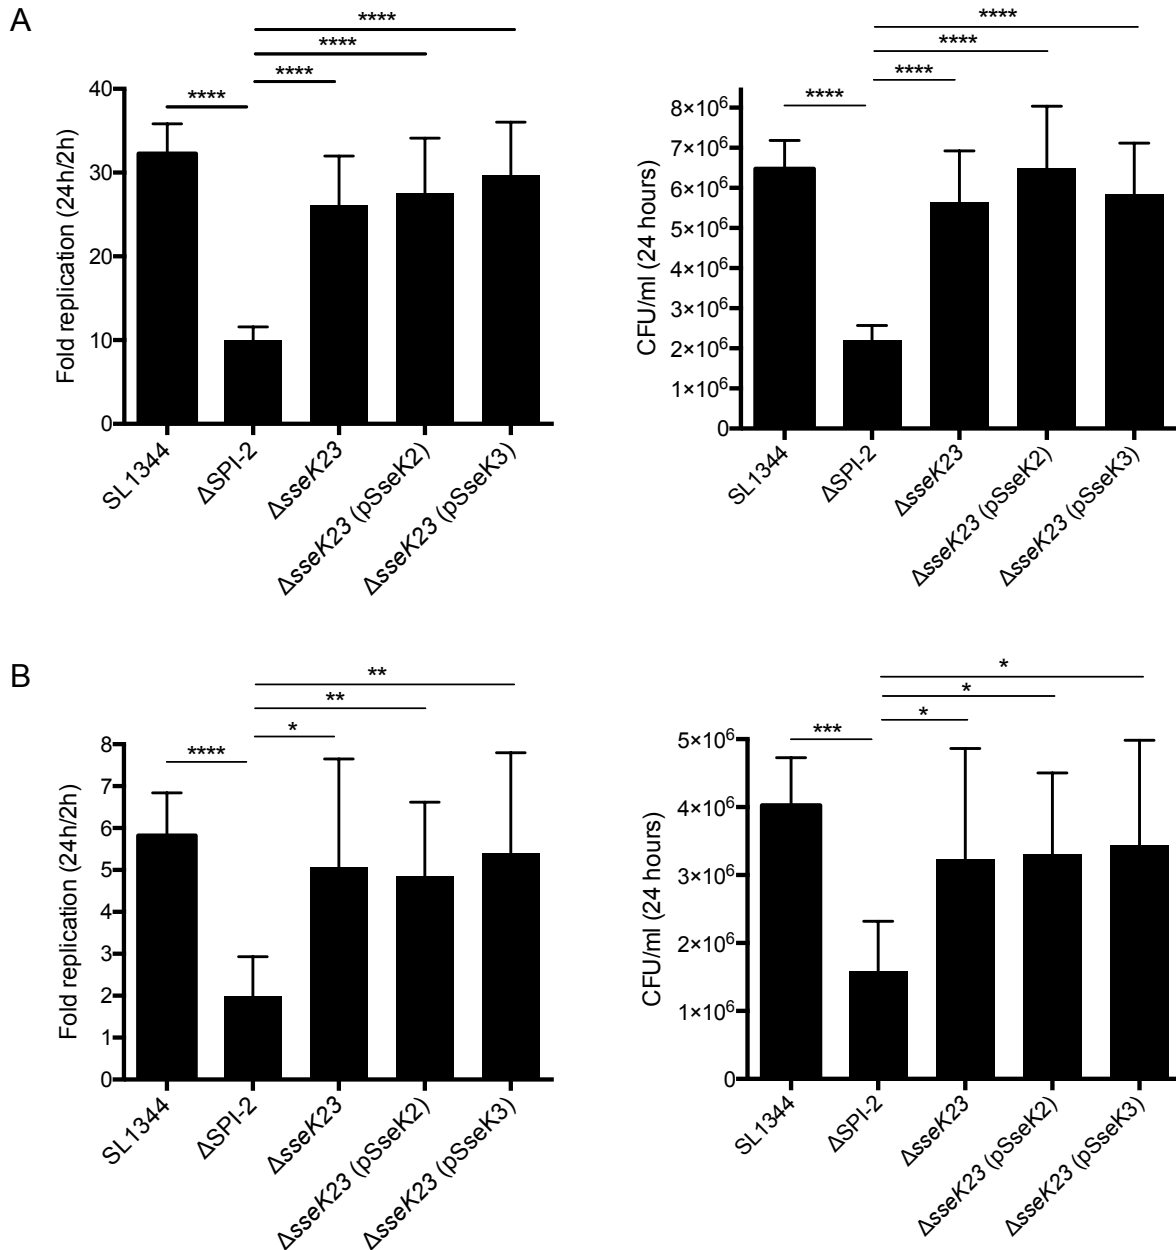 A
****
****
****
****
40
30
20
10
0
Fold replication (24h/2h)
SL1344
ΔSPI-2
ΔsseK23
ΔsseK23 (pSseK2)
ΔsseK23 (pSseK3)
****
****
****
****
8×10⁶
7×10⁶
6×10⁶
5×10⁶
4×10⁶
3×10⁶
2×10⁶
1×10⁶
0
CFU/ml (24 hours)
SL1344
ΔSPI-2
ΔsseK23
ΔsseK23 (pSseK2)
ΔsseK23 (pSseK3)
B
**
**
*
****
8
7
6
5
4
3
2
1
0
Fold replication (24h/2h)
SL1344
ΔSPI-2
ΔsseK23
ΔsseK23 (pSseK2)
ΔsseK23 (pSseK3)
*
*
*
***
5×10⁶
4×10⁶
3×10⁶
2×10⁶
1×10⁶
0
CFU/ml (24 hours)
SL1344
ΔSPI-2
ΔsseK23
ΔsseK23 (pSseK2)
ΔsseK23 (pSseK3)